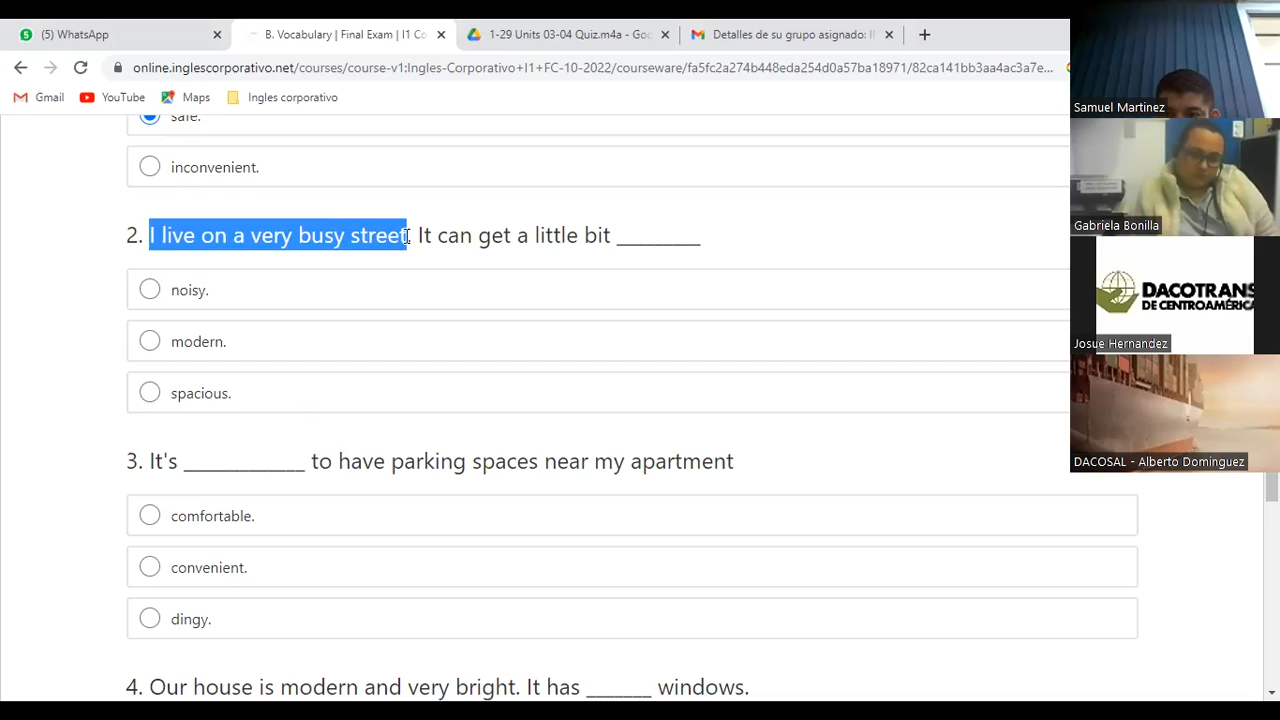 (5) WhatsApp
B. Vocabulary | Final Exam | I1 Co
1-29 Units 03-04 Quiz.m4a - Goo
Detalles de su grupo asignado: I
online.inglescorporativo.net/courses/course-v1:Ingles-Corporativo+I1+FC-10-2022/courseware/fa5fc2a274b448eda254d0a57ba18971/82ca141bb3aa4ac3a7e...
Gmail
YouTube
Maps
Ingles corporativo
safe.
inconvenient.
2. I live on a very busy street. It can get a little bit _________
noisy.
modern.
spacious.
3. It's _____________ to have parking spaces near my apartment
comfortable.
convenient.
dingy.
4. Our house is modern and very bright. It has _______ windows.
Samuel Martinez
Gabriela Bonilla
DACOTRANS
DE CENTROAMÉRICA
Josue Hernandez
DACOSAL - Alberto Dominguez